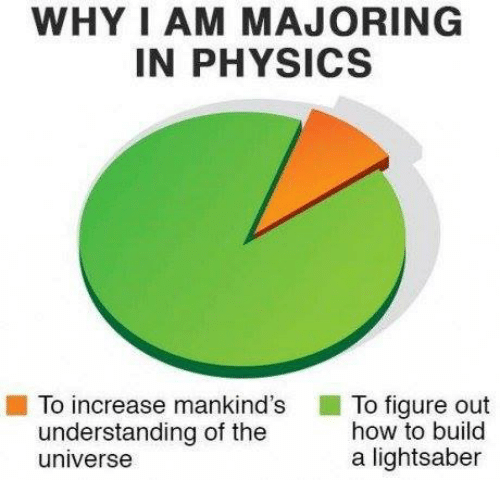 WHY I AM MAJORING
IN PHYSICS
To increase mankind's
understanding of the
universe
To figure out
how to build
a lightsaber